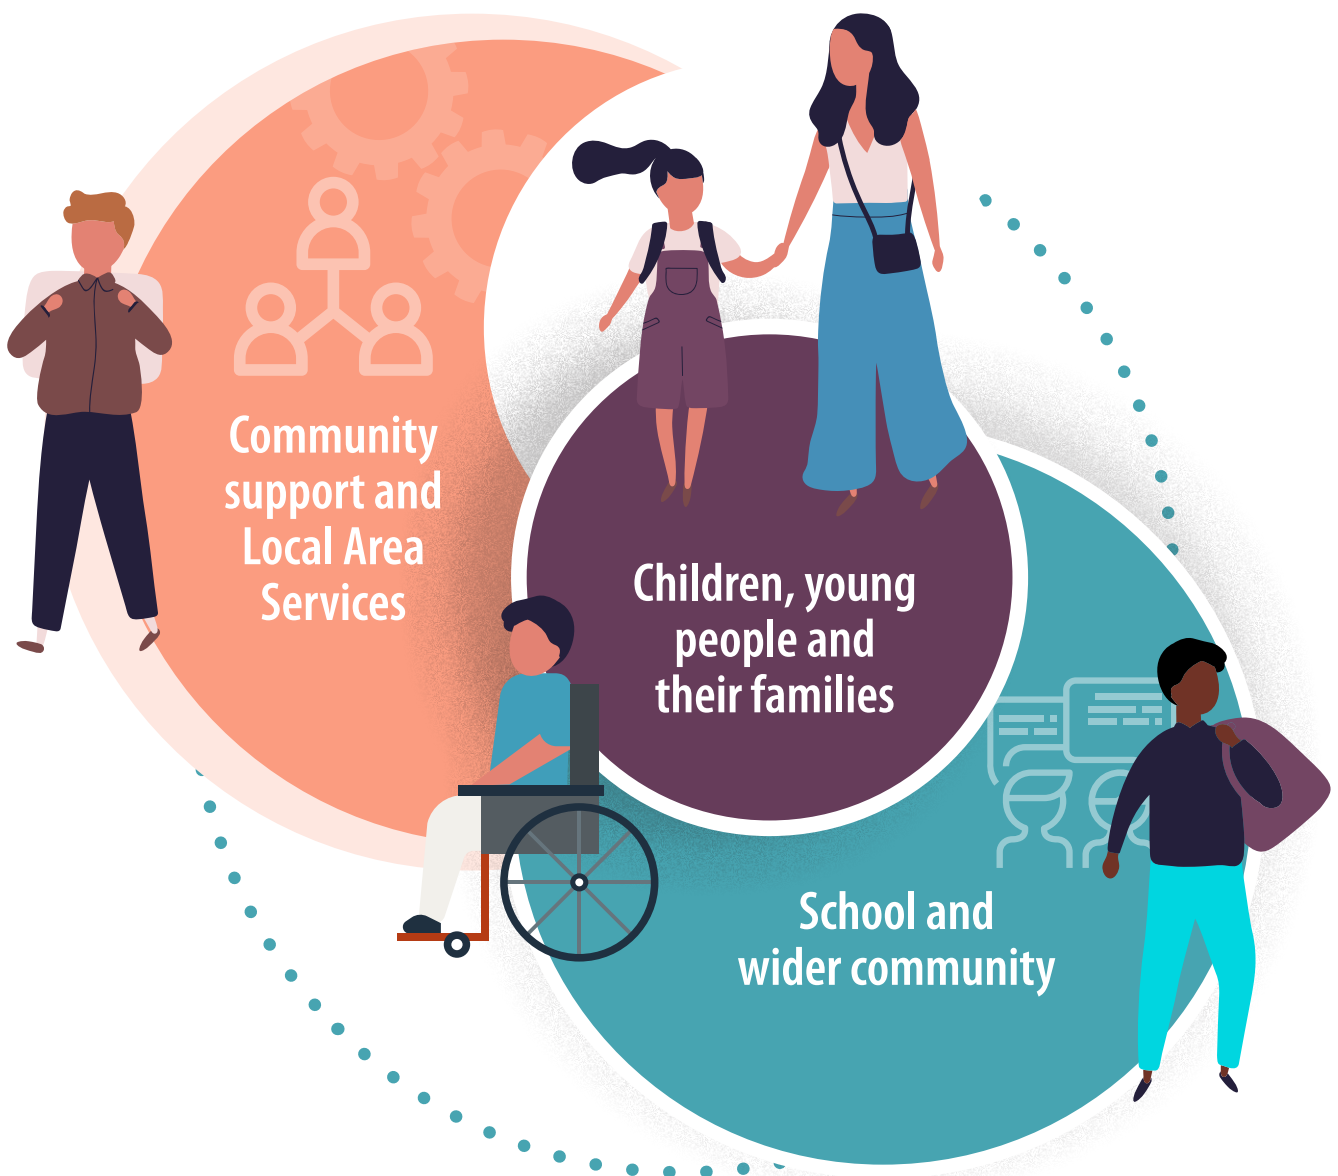 Community
support and
Local Area
Services
Children, young
people and
their families
School and
wider community